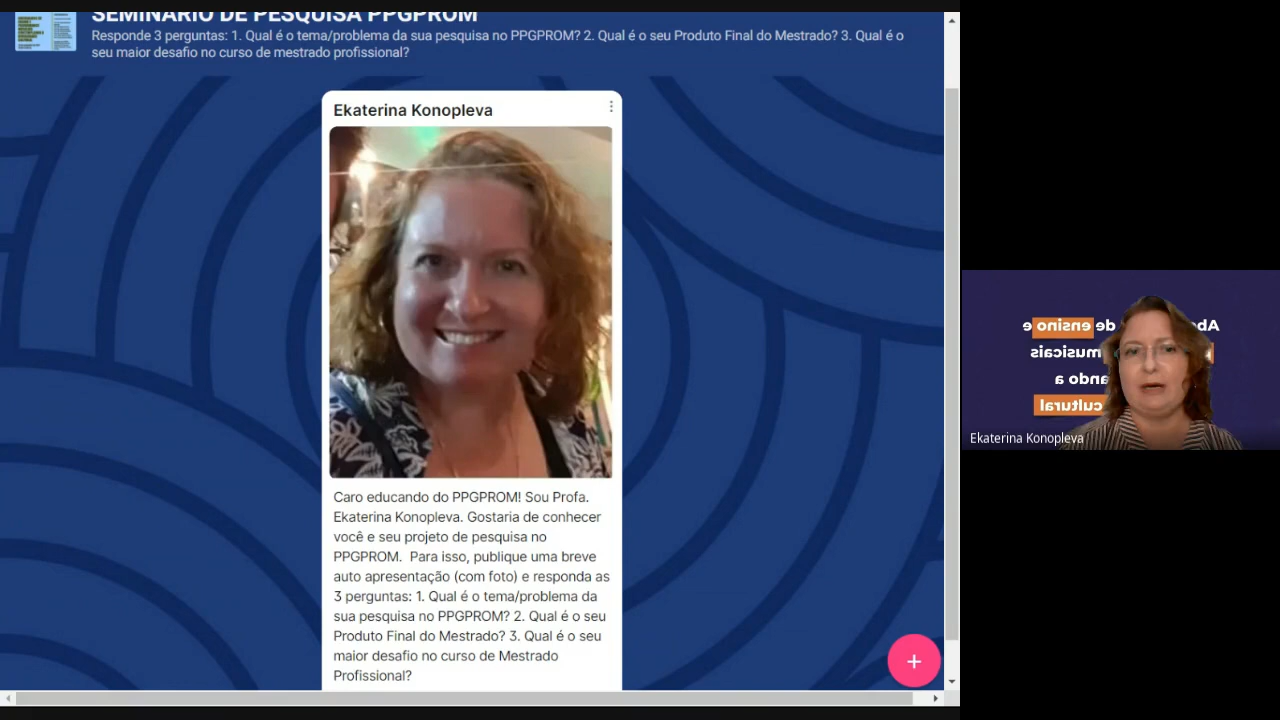 SEMINÁRIO DE PESQUISA PPGPROM
Responde 3 perguntas: 1. Qual é o tema/problema da sua pesquisa no PPGPROM? 2. Qual é o seu Produto Final do Mestrado? 3. Qual é o
seu maior desafio no curso de mestrado profissional?
Ekaterina Konopleva
Caro educando do PPGPROM! Sou Profa.
Ekaterina Konopleva. Gostaria de conhecer
você e seu projeto de pesquisa no
PPGPROM. Para isso, publique uma breve
auto apresentação (com foto) e responda as
3 perguntas: 1. Qual é o tema/problema da
sua pesquisa no PPGPROM? 2. Qual é o seu
Produto Final do Mestrado? 3. Qual é o seu
maior desafio no curso de Mestrado
Profissional?
de ensino e
musicais
a
cultural
Ekaterina Konopleva